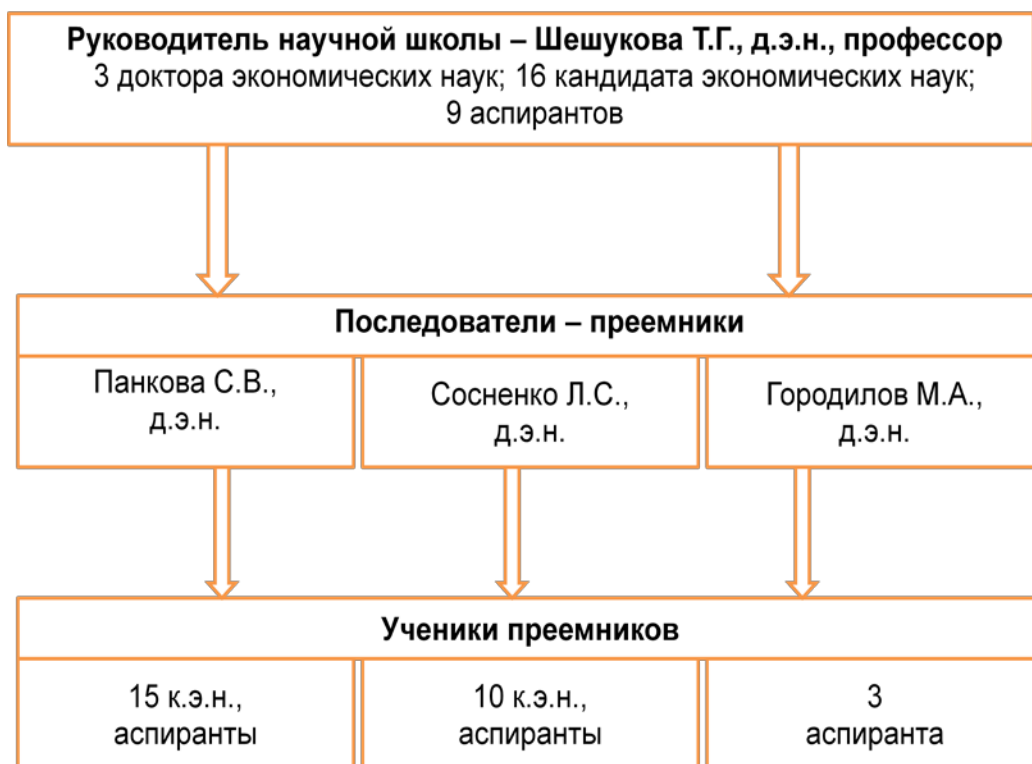 Руководитель научной школы – Шешукова Т.Г., д.э.н., профессор
3 доктора экономических наук; 16 кандидата экономических наук;
9 аспирантов
Последователи – преемники
Панкова С.В.,
д.э.н.
Сосненко Л.С.,
д.э.н.
Городилов М.А.,
д.э.н.
Ученики преемников
15 к.э.н.,
аспиранты
10 к.э.н.,
аспиранты
3
аспиранта